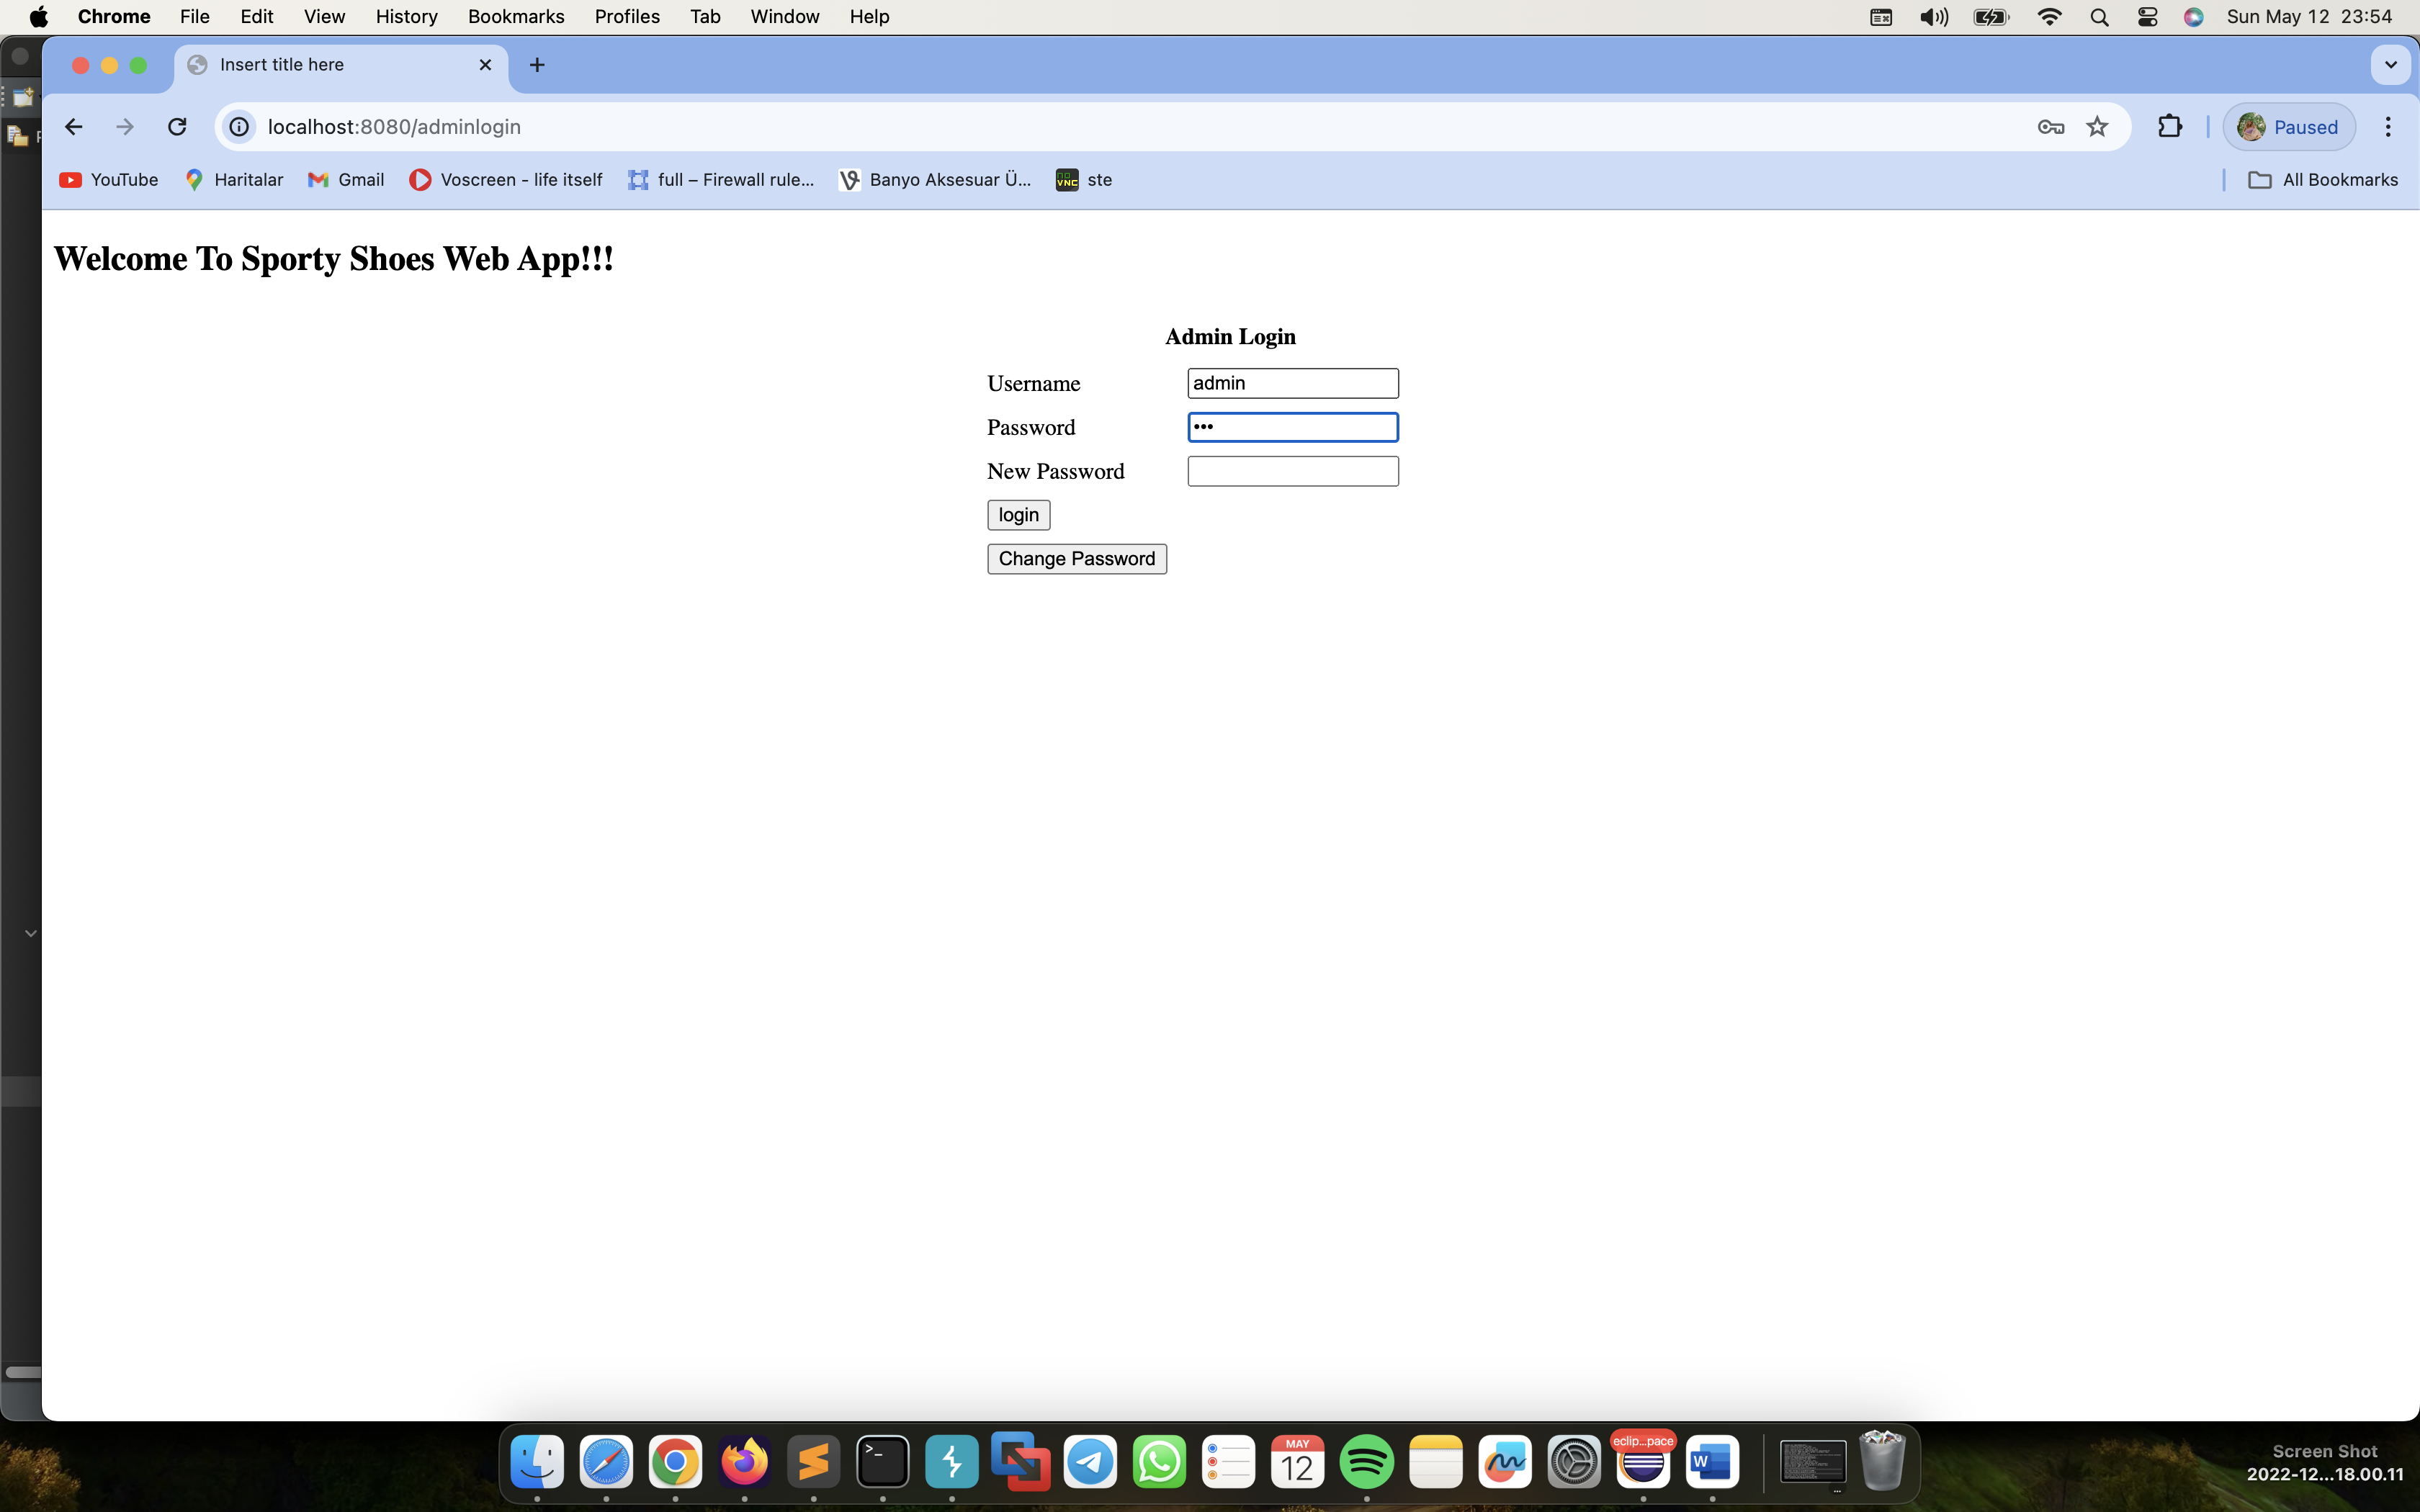 Chrome File Edit View History Bookmarks Profiles Tab Window Help Sun May 12 23:54
Insert title here
localhost:8080/adminlogin Paused
YouTube Haritalar Gmail Voscreen - life itself full – Firewall rule... Banyo Aksesuar Ü... VNC ste All Bookmarks
Welcome To Sporty Shoes Web App!!!
Admin Login
Username admin
Password •••
New Password
login
Change Password
eclip...pace
MAY
12
W
Screen Shot
2022-12...18.00.11